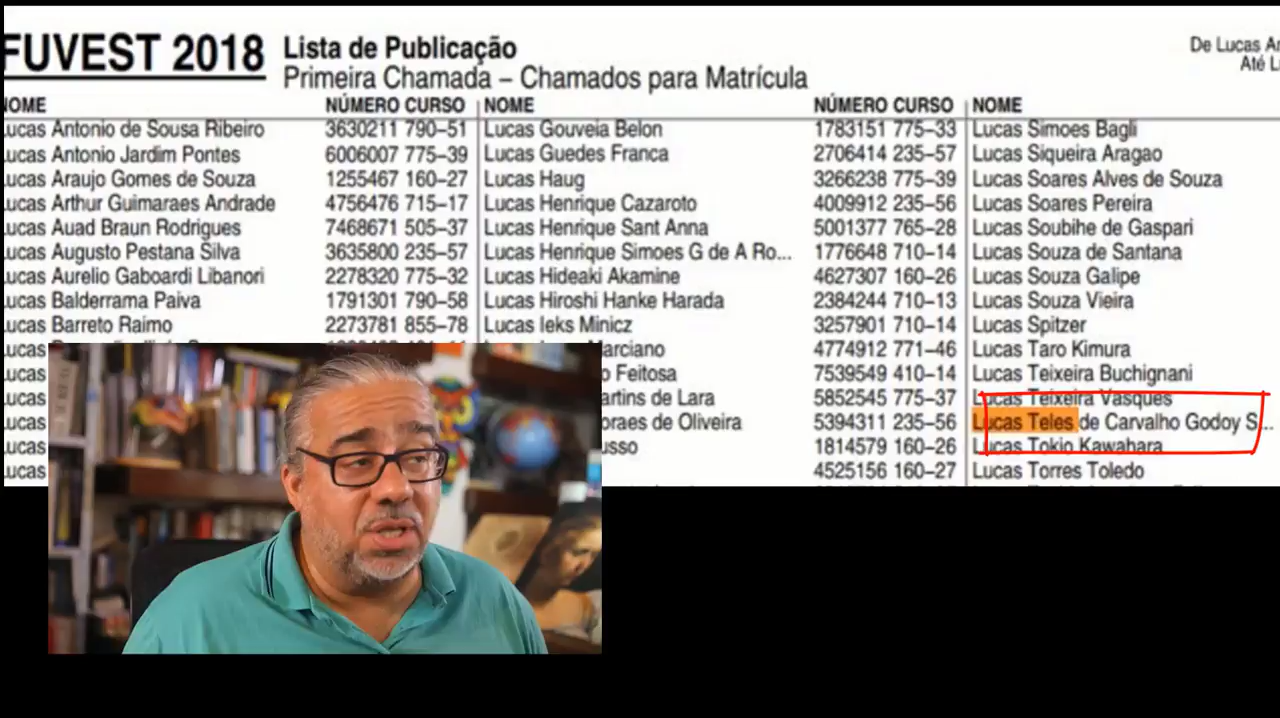 FUVEST 2018 Lista de Publicação De Lucas
Primeira Chamada – Chamados para Matrícula Até
NOME NÚMERO CURSO NOME NÚMERO CURSO NOME
Lucas Antonio de Sousa Ribeiro 3630211 790–51 Lucas Gouveia Belon 1783151 775–33 Lucas Simoes Bagli
Lucas Antonio Jardim Pontes 6006007 775–39 Lucas Guedes Franca 2706414 235–57 Lucas Siqueira Aragao
Lucas Araujo Gomes de Souza 1255467 160–27 Lucas Haug 3266238 775–39 Lucas Soares Alves de Souza
Lucas Arthur Guimaraes Andrade 4756476 715–17 Lucas Henrique Cazaroto 4009912 235–56 Lucas Soares Pereira
Lucas Auad Braun Rodrigues 7468671 505–37 Lucas Henrique Sant Anna 5001377 765–28 Lucas Soubihe de Gaspari
Lucas Augusto Pestana Silva 3635800 235–57 Lucas Henrique Simoes G de A Ro... 1776648 710–14 Lucas Souza de Santana
Lucas Aurelio Gaboardi Libanori 2278320 775–32 Lucas Hideaki Akamine 4627307 160–26 Lucas Souza Galipe
Lucas Balderrama Paiva 1791301 790–58 Lucas Hiroshi Hanke Harada 2384244 710–13 Lucas Souza Vieira
Lucas Barreto Raimo 2273781 855–78 Lucas Ieks Minicz 3257901 710–14 Lucas Spitzer
Lucas Marciano 4774912 771–46 Lucas Taro Kimura
Lucas o Feitosa 7539549 410–14 Lucas Teixeira Buchignani
Lucas artins de Lara 5852545 775–37 Lucas Teixeira Vasques
Lucas oraes de Oliveira 5394311 235–56 Lucas Teles de Carvalho Godoy S...
Lucas usso 1814579 160–26 Lucas Tokio Kawahara
Lucas 4525156 160–27 Lucas Torres Toledo